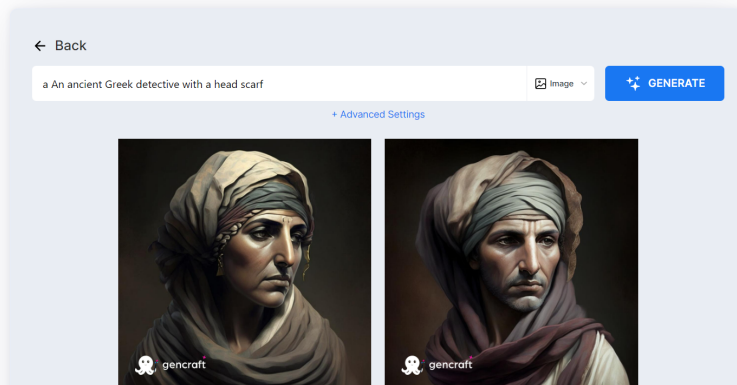 Back
a An ancient Greek detective with a head scarf
Image
GENERATE
+ Advanced Settings
gencraft
gencraft